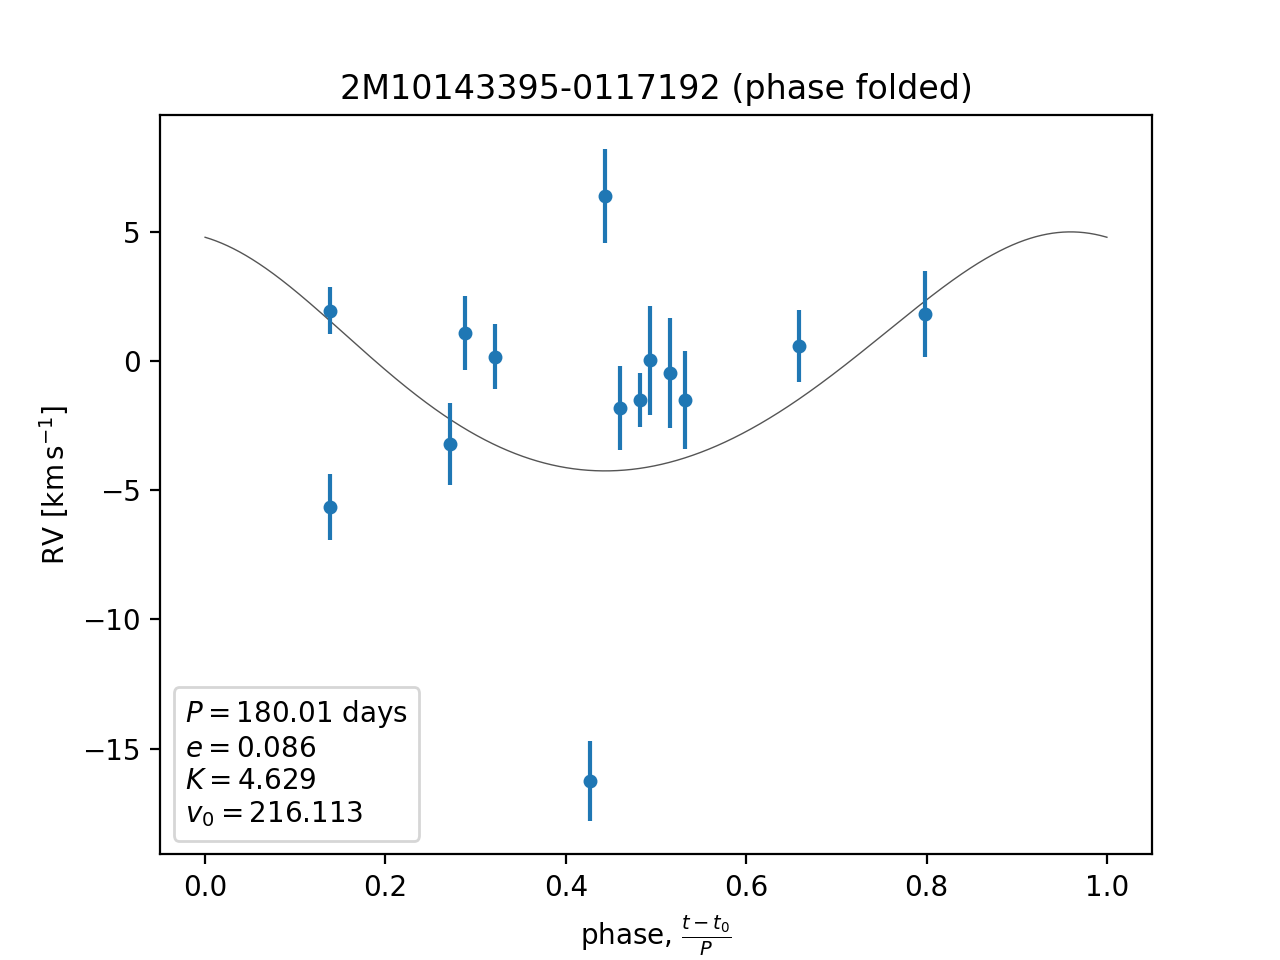 2M10143395-0117192 (phase folded)
RV [km s⁻¹]
5
0
−5
−10
−15
P = 180.01 days
e = 0.086
K = 4.629
v₀ = 216.113
0.0 0.2 0.4 0.6 0.8 1.0
phase, (t − t₀)/P